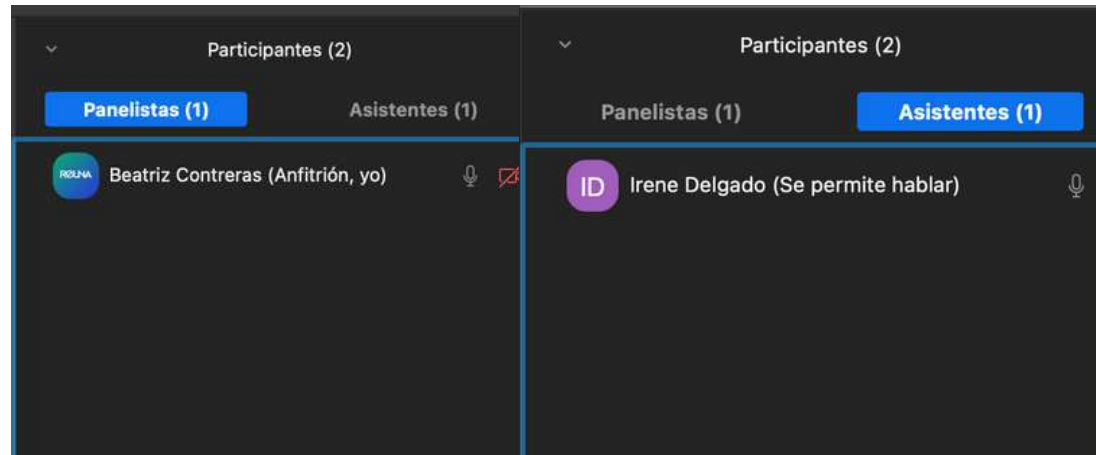 Participantes (2)
Panelistas (1) Asistentes (1)
REUNA Beatriz Contreras (Anfitrión, yo)
Participantes (2)
Panelistas (1) Asistentes (1)
ID Irene Delgado (Se permite hablar)